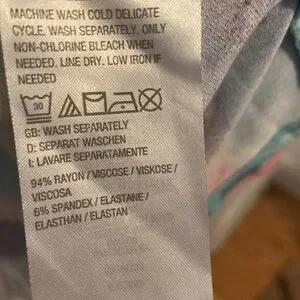 MACHINE WASH COLD DELICATE
CYCLE. WASH SEPARATELY. ONLY
NON-CHLORINE BLEACH WHEN
NEEDED. LINE DRY. LOW IRON IF
NEEDED
30
GB: WASH SEPARATELY
D: SEPARAT WASCHEN
I: LAVARE SEPARATAMENTE
94% RAYON / VISCOSE / VISKOSE /
VISCOSA
6% SPANDEX / ELASTANE /
ELASTHAN / ELASTAN